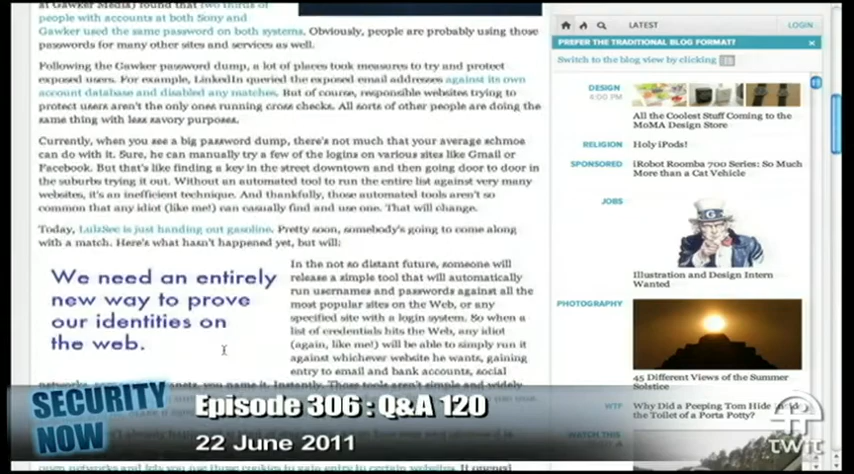 at Gawker Media) found that two thirds of
people with accounts at both Sony and
Gawker used the same password on both systems. Obviously, people are probably using those
passwords for many other sites and services as well.
Following the Gawker password dump, a lot of places took measures to try and protect
exposed users. For example, LinkedIn queried the exposed email addresses against its own
account database and disabled any matches. But of course, responsible websites trying to
protect users aren't the only ones running cross checks. All sorts of other people are doing the
same thing with less savory purposes.
Currently, when you see a big password dump, there's not much that your average schmoe
can do with it. Sure, he can manually try a few of the logins on various sites like Gmail or
Facebook. But that's like finding a key in the street downtown and then going door to door in
the suburbs trying it out. Without an automated tool to run the entire list against very many
websites, it's an inefficient technique. And thankfully, those automated tools aren't so
common that any idiot (like me!) can casually find and use one. That will change.
Today, LulzSec is just handing out gasoline. Pretty soon, somebody's going to come along
with a match. Here's what hasn't happened yet, but will:
We need an entirely
new way to prove
our identities on
the web.
In the not so distant future, someone will
release a simple tool that will automatically
run usernames and passwords against all the
most popular sites on the Web, or any
specified site with a login system. So when a
list of credentials hits the Web, any idiot
(again, like me!) will be able to simply run it
against whichever website he wants, gaining
entry to email and bank accounts, social
LATEST
LOGIN
PREFER THE TRADITIONAL BLOG FORMAT?
Switch to the blog view by clicking
DESIGN
4:00 PM
All the Coolest Stuff Coming to the
MoMA Design Store
RELIGION
Holy iPods!
SPONSORED
iRobot Roomba 700 Series: So Much
More than a Cat Vehicle
JOBS
G
Illustration and Design Intern
Wanted
PHOTOGRAPHY
45 Different Views of the Summer
Solstice
WTF
Why Did a Peeping Tom Hide in
the Toilet of a Porta Potty?
WATCH THIS
SECURITY
NOW
Episode 306 : Q&A 120
22 June 2011
TWiT